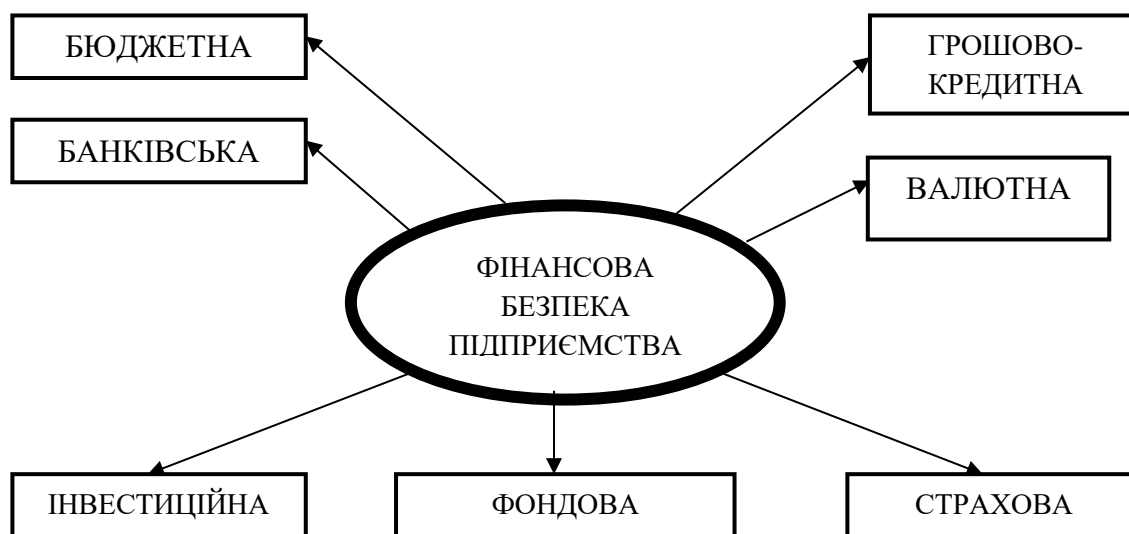 БЮДЖЕТНА
ГРОШОВО-
КРЕДИТНА
БАНКІВСЬКА
ВАЛЮТНА
ФІНАНСОВА
БЕЗПЕКА
ПІДПРИЄМСТВА
ІНВЕСТИЦІЙНА
ФОНДОВА
СТРАХОВА